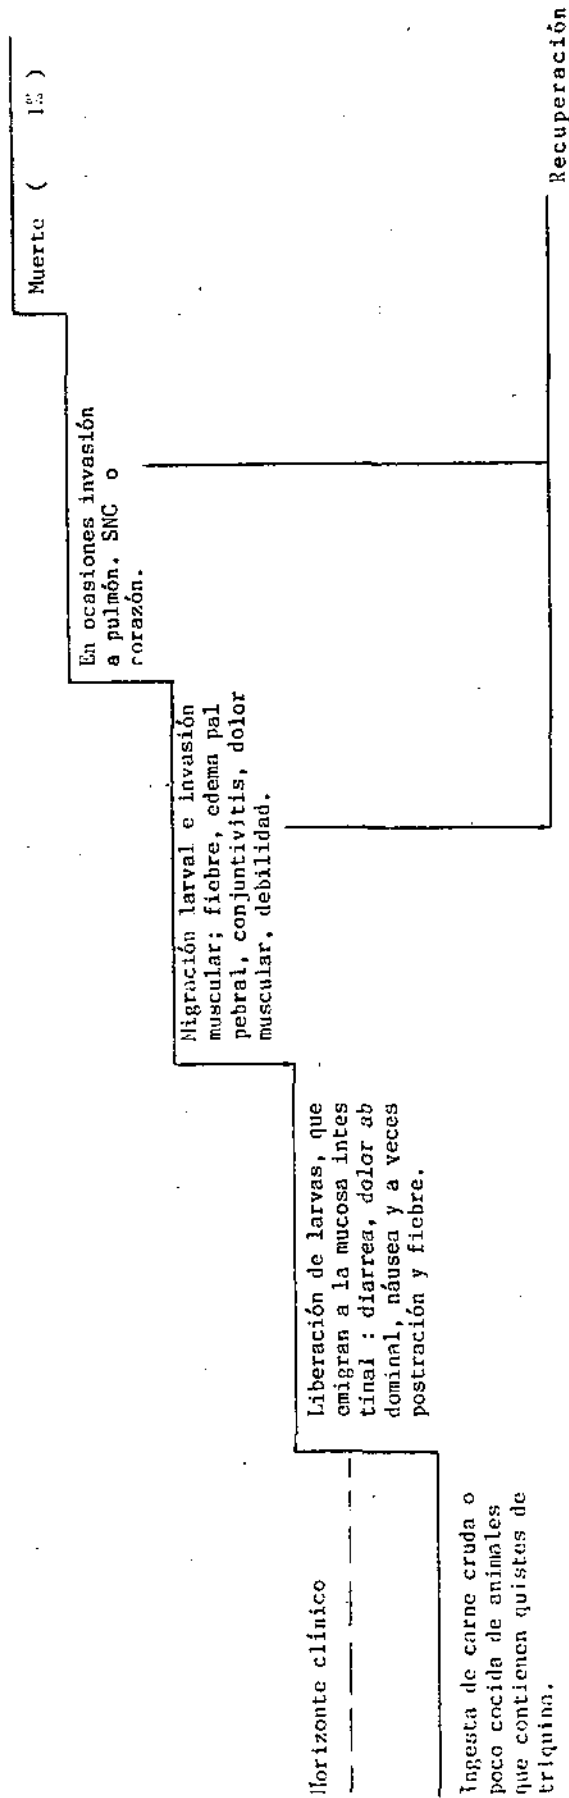 Horizonte clínico
Ingesta de carne cruda o
poco cocida de animales
que contienen quistes de
triquina.
Liberación de larvas, que
emigran a la mucosa intes
tinal : diarrea, dolor ab
dominal, náusea y a veces
postración y fiebre.
Migración larval e invasión
muscular; fiebre, edema pal
pebral, conjuntivitis, dolor
muscular, debilidad.
En ocasiones invasión
a pulmón. SNC o
corazón.
Muerte ( 1% )
Recuperación